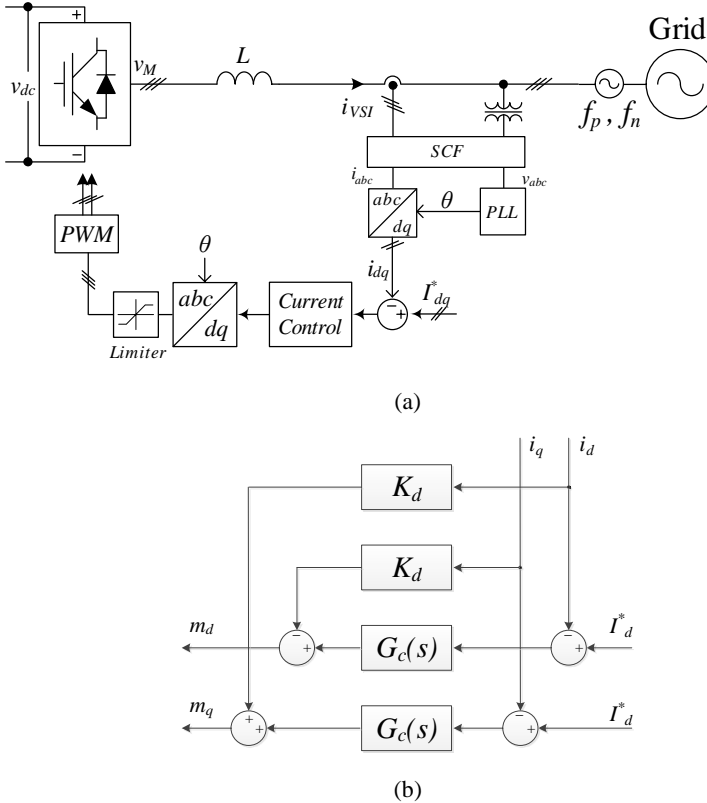 +
v_dc
−
v_M
L
i_VSI
Grid
f_p , f_n
SCF
i_abc
v_abc
abc
dq
θ
PLL
PWM
θ
i_dq
I*_dq
abc
dq
Current
Control
−
+
Limiter
(a)
i_q i_d
K_d
K_d
m_d
−
+
G_c(s)
−
+
I*_d
m_q
+
+
G_c(s)
−
+
I*_d
(b)